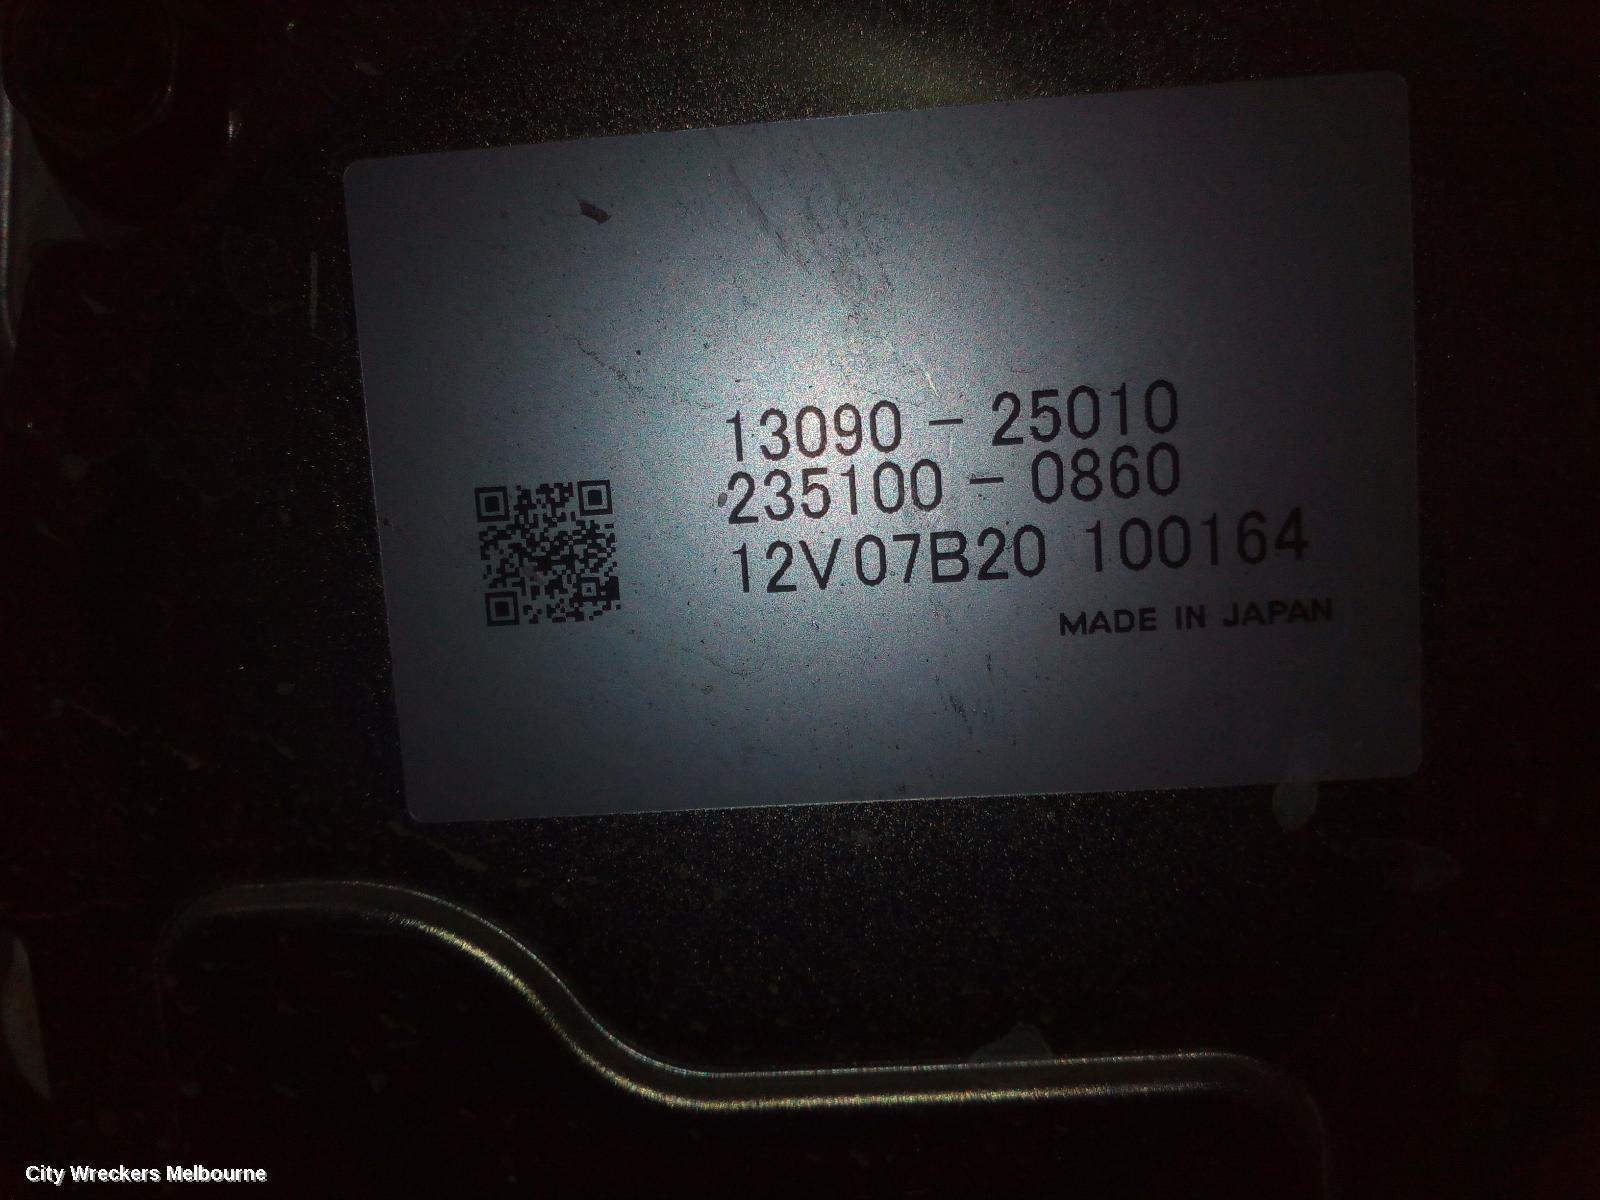 13090-25010
235100-0860
12V07B20 100164
MADE IN JAPAN
City Wreckers Melbourne